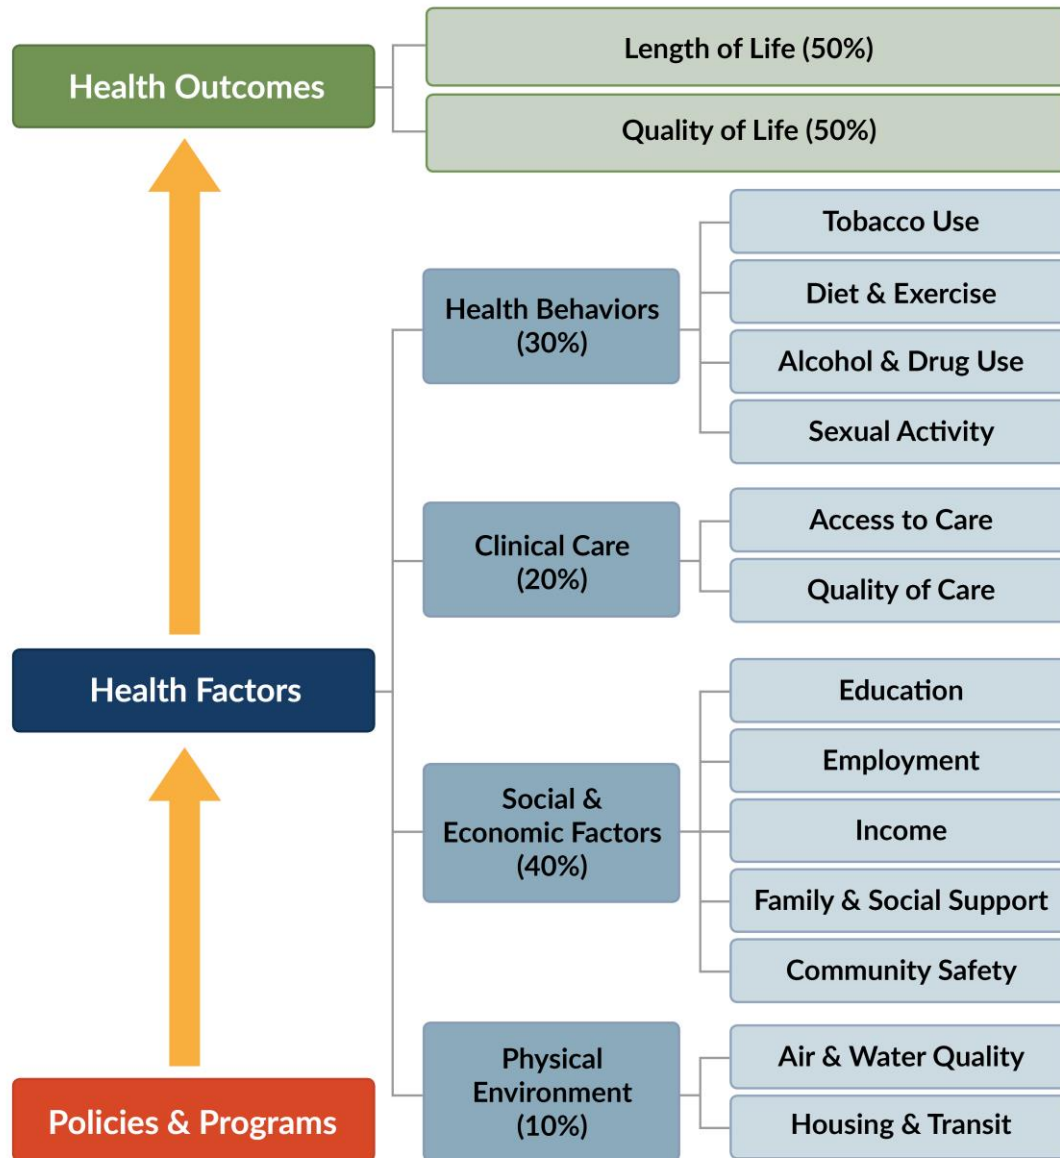 Health Outcomes
Length of Life (50%)
Quality of Life (50%)
Health Factors
Health Behaviors
(30%)
Tobacco Use
Diet & Exercise
Alcohol & Drug Use
Sexual Activity
Clinical Care
(20%)
Access to Care
Quality of Care
Social &
Economic Factors
(40%)
Education
Employment
Income
Family & Social Support
Community Safety
Physical
Environment
(10%)
Air & Water Quality
Housing & Transit
Policies & Programs